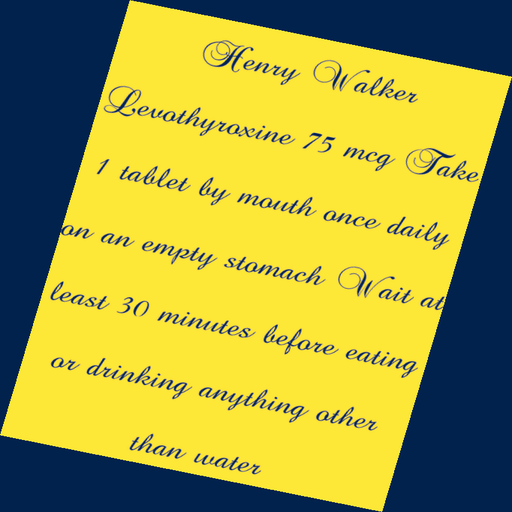 Henry Walker
Levothyroxine 75 mcg Take
1 tablet by mouth once daily
on an empty stomach Wait at
least 30 minutes before eating
or drinking anything other
than water